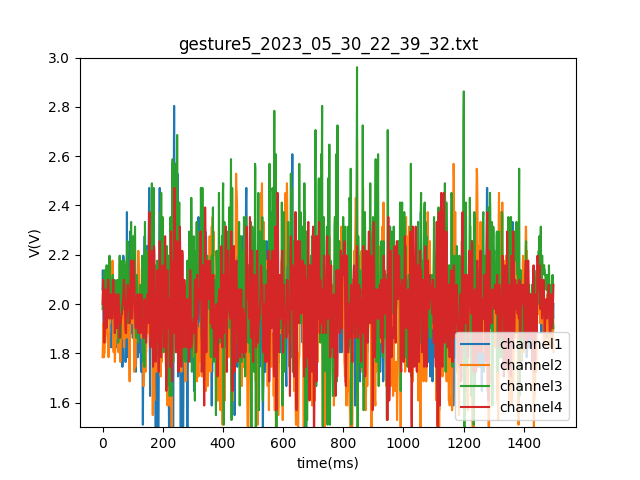 gesture5_2023_05_30_22_39_32.txt
V(V)
3.0
2.8
2.6
2.4
2.2
2.0
1.8
1.6
channel1
channel2
channel3
channel4
0 200 400 600 800 1000 1200 1400
time(ms)